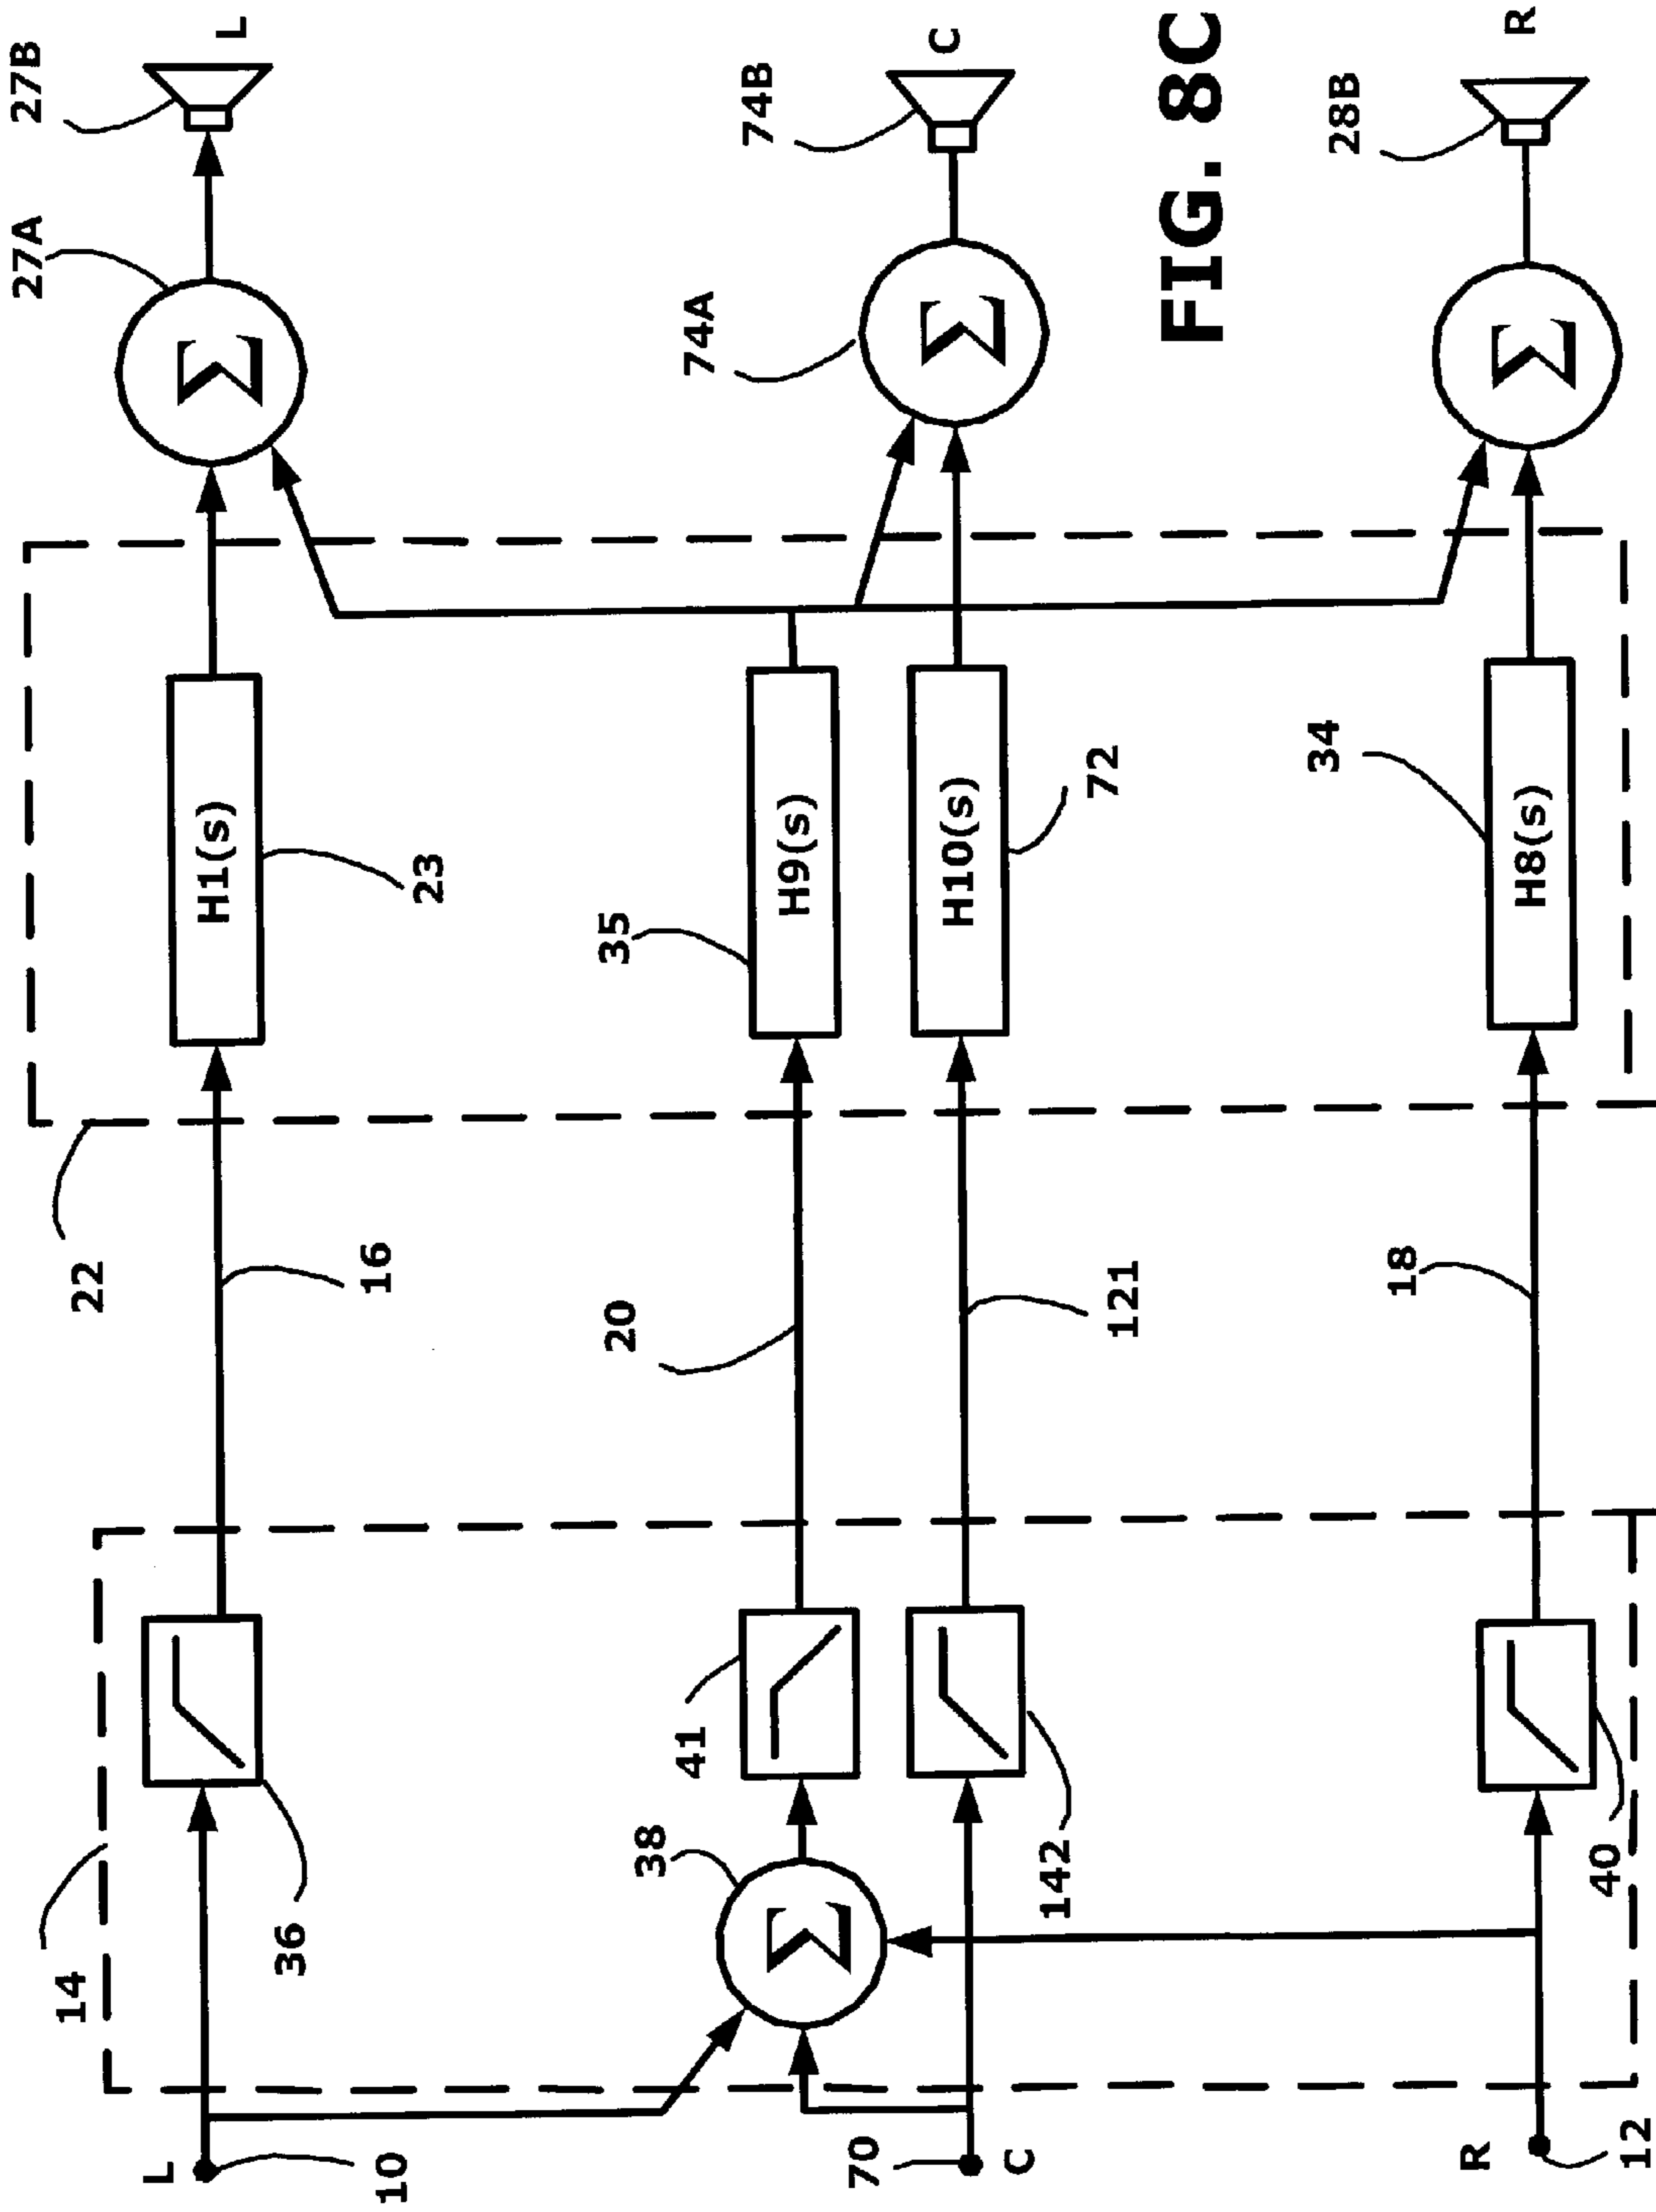 L
10
14
36
16
22
H1(s)
23
27A
Σ
27B
L
70
C
38
Σ
41
142
20
121
35
H9(s)
H10(s)
72
74A
Σ
74B
C
R
12
40
18
34
H8(s)
Σ
28B
R
FIG. 8C